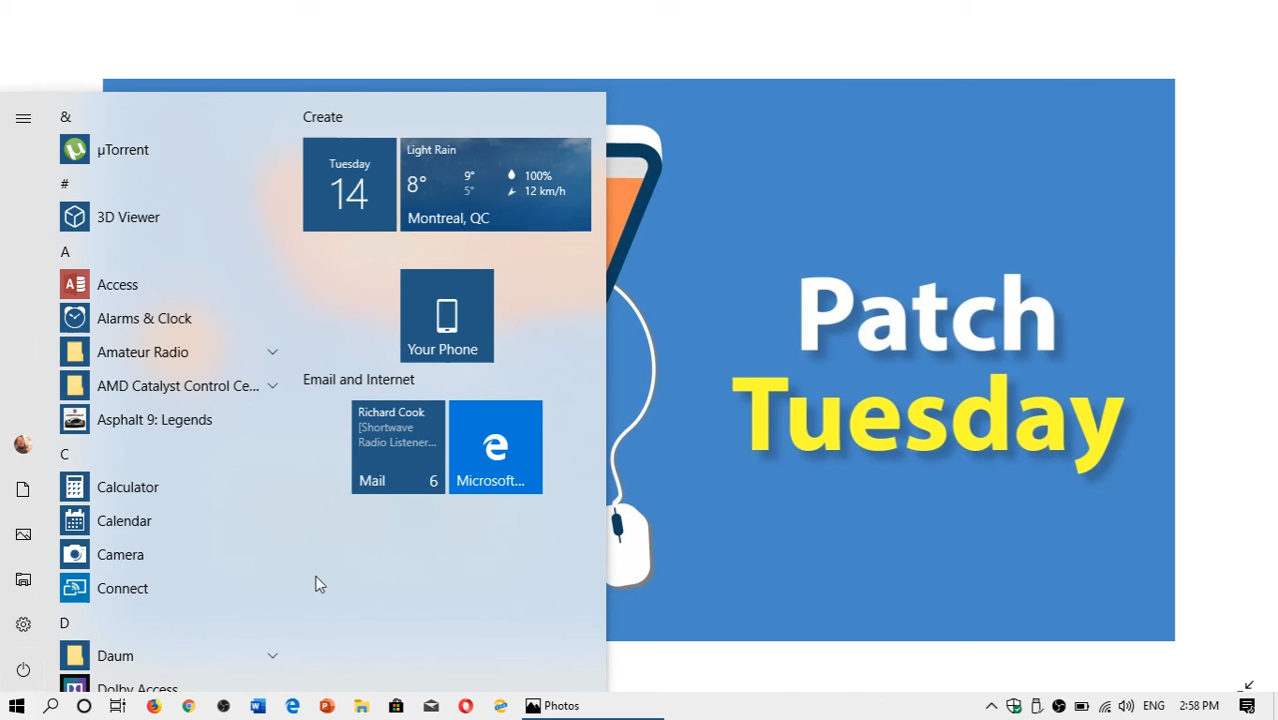 &
µTorrent
#
3D Viewer
A
Access
Alarms & Clock
Amateur Radio
AMD Catalyst Control Ce...
Asphalt 9: Legends
C
Calculator
Calendar
Camera
Connect
D
Daum
Dolby Access
Create
Tuesday
14
Light Rain
8°
9°
5°
100%
12 km/h
Montreal, QC
Your Phone
Email and Internet
Richard Cook
[Shortwave
Radio Listener...
Mail 6
Microsoft...
Patch
Tuesday
Photos
ENG
2:58 PM